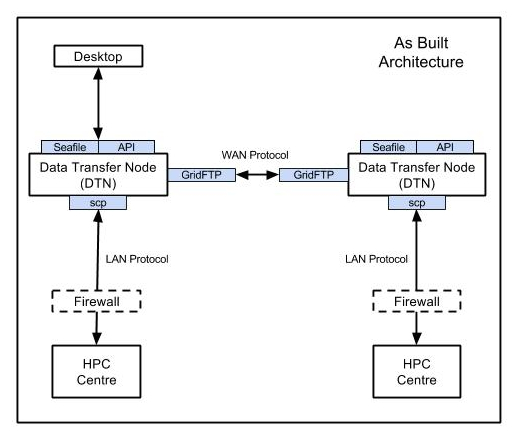 As Built
Architecture
Desktop
Seafile API
Data Transfer Node
(DTN)
scp
GridFTP
WAN Protocol
GridFTP
Seafile API
Data Transfer Node
(DTN)
scp
LAN Protocol
LAN Protocol
Firewall
Firewall
HPC
Centre
HPC
Centre